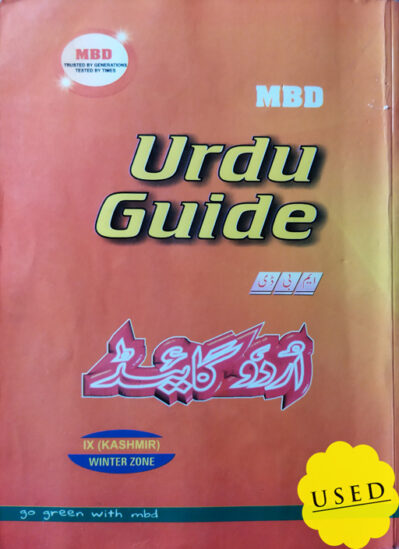 MBD
TRUSTED BY GENERATIONS
TESTED BY TIMES
MBD
Urdu
Guide
ایم بی ڈی
اُردو گائیڈ
IX (KASHMIR)
WINTER ZONE
USED
go green with mbd